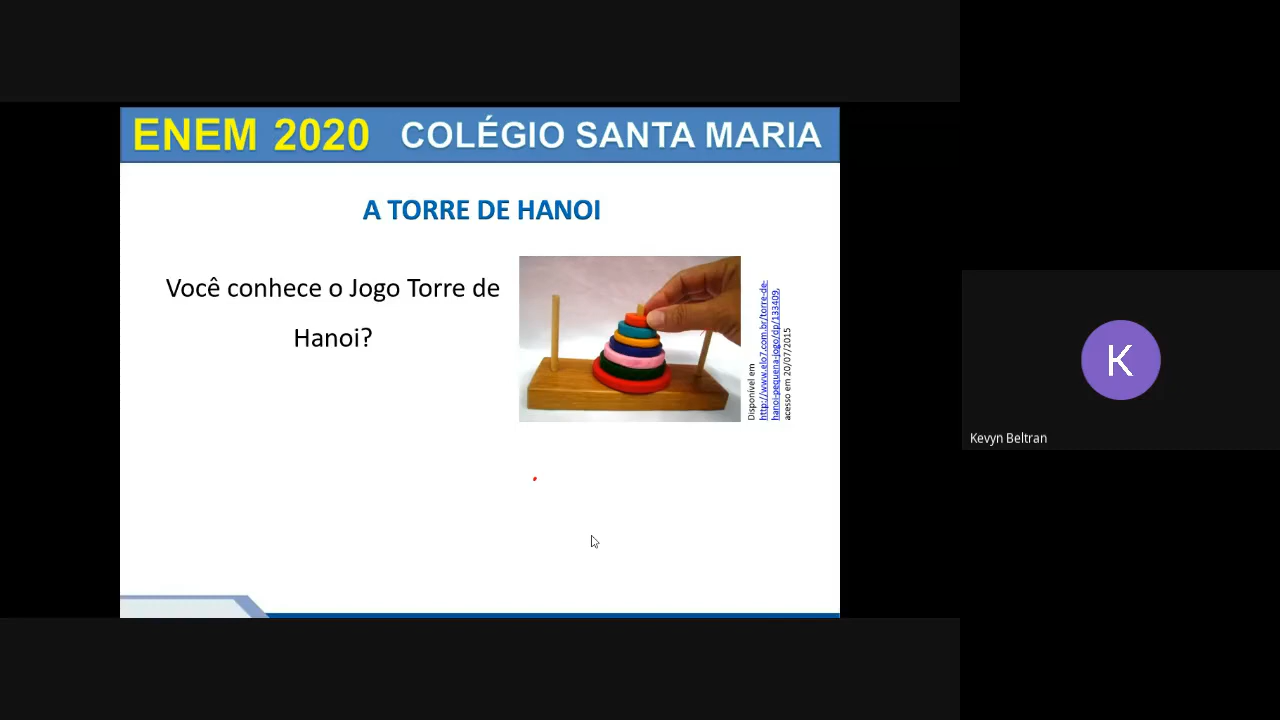 ENEM 2020 COLÉGIO SANTA MARIA
A TORRE DE HANOI
Você conhece o Jogo Torre de
Hanoi?
Disponível em
http://www.elo7.com.br/torre-de-
hanoi-pequena-jogo/dp/133409,
acesso em 20/07/2015
K
Kevyn Beltran